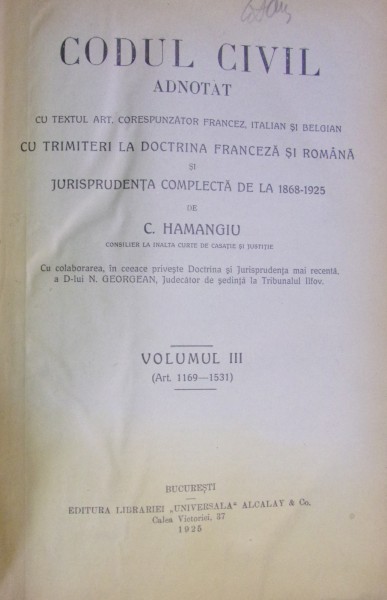 CODUL CIVIL
ADNOTAT
CU TEXTUL ART. CORESPUNZATOR FRANCEZ, ITALIAN ȘI BELGIAN
CU TRIMITERI LA DOCTRINA FRANCEZĂ ȘI ROMÂNĂ
ȘI
JURISPRUDENȚA COMPLECTĂ DE LA 1868-1925
DE
C. HAMANGIU
CONSILIER LA INALTA CURTE DE CASAȚIE ȘI JUSTIȚIE
Cu colaborarea, în ceeace privește Doctrina și Jurisprudența mai recentă,
a D-lui N. GEORGEAN, Judecător de ședință la Tribunalul Ilfov.
VOLUMUL III
(Art. 1169—1531)
BUCUREȘTI
EDITURA LIBRARIEI „UNIVERSALA“ ALCALAY & Co.
Calea Victoriei, 37
1925